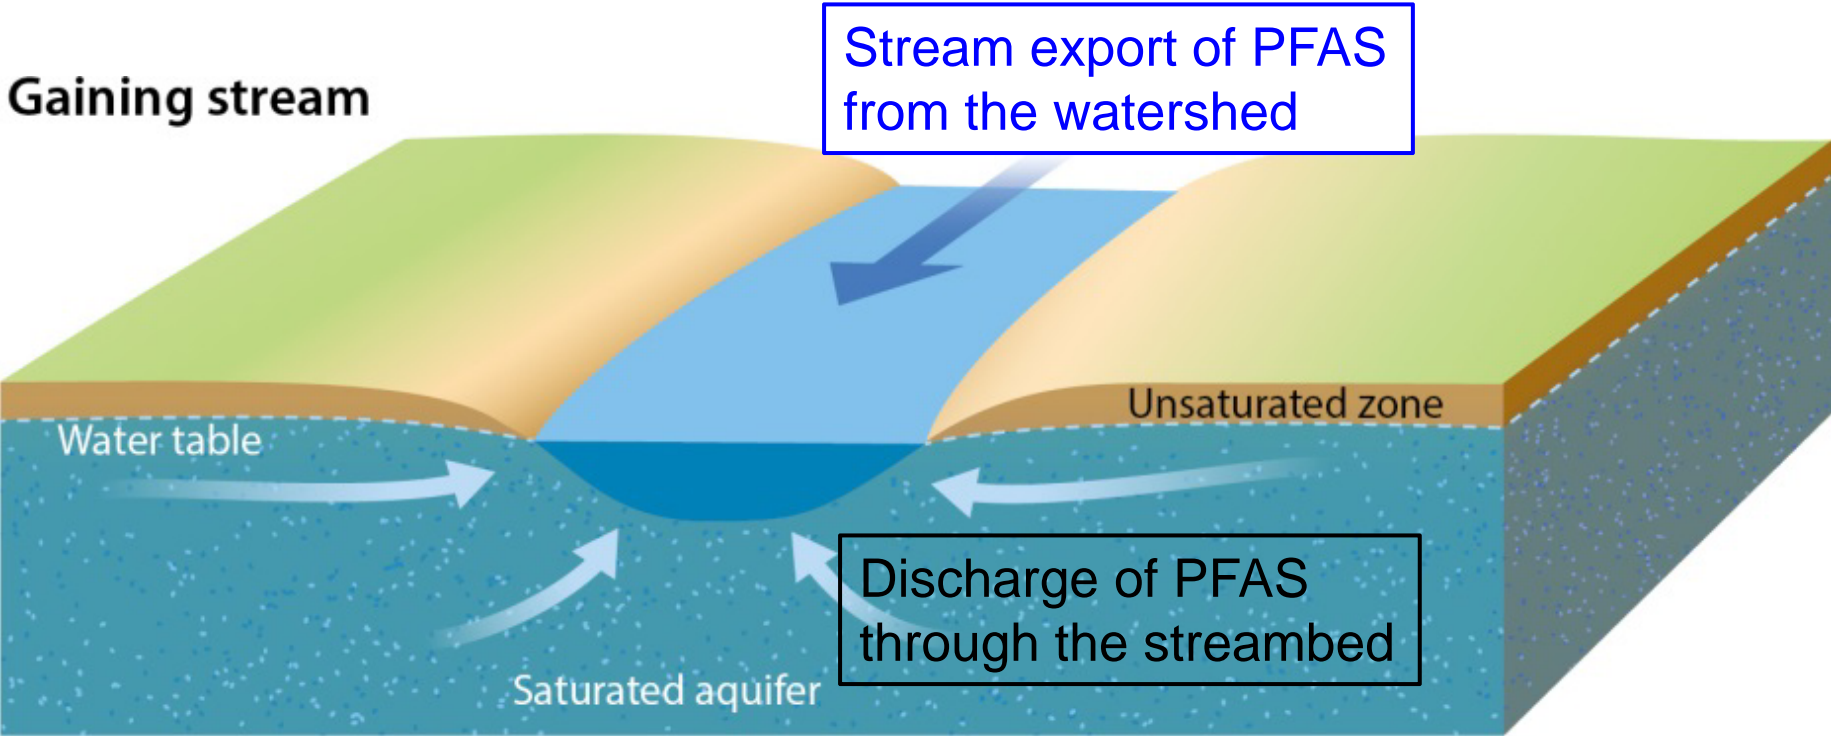 Stream export of PFAS
from the watershed
Gaining stream
Unsaturated zone
Water table
Discharge of PFAS
through the streambed
Saturated aquifer